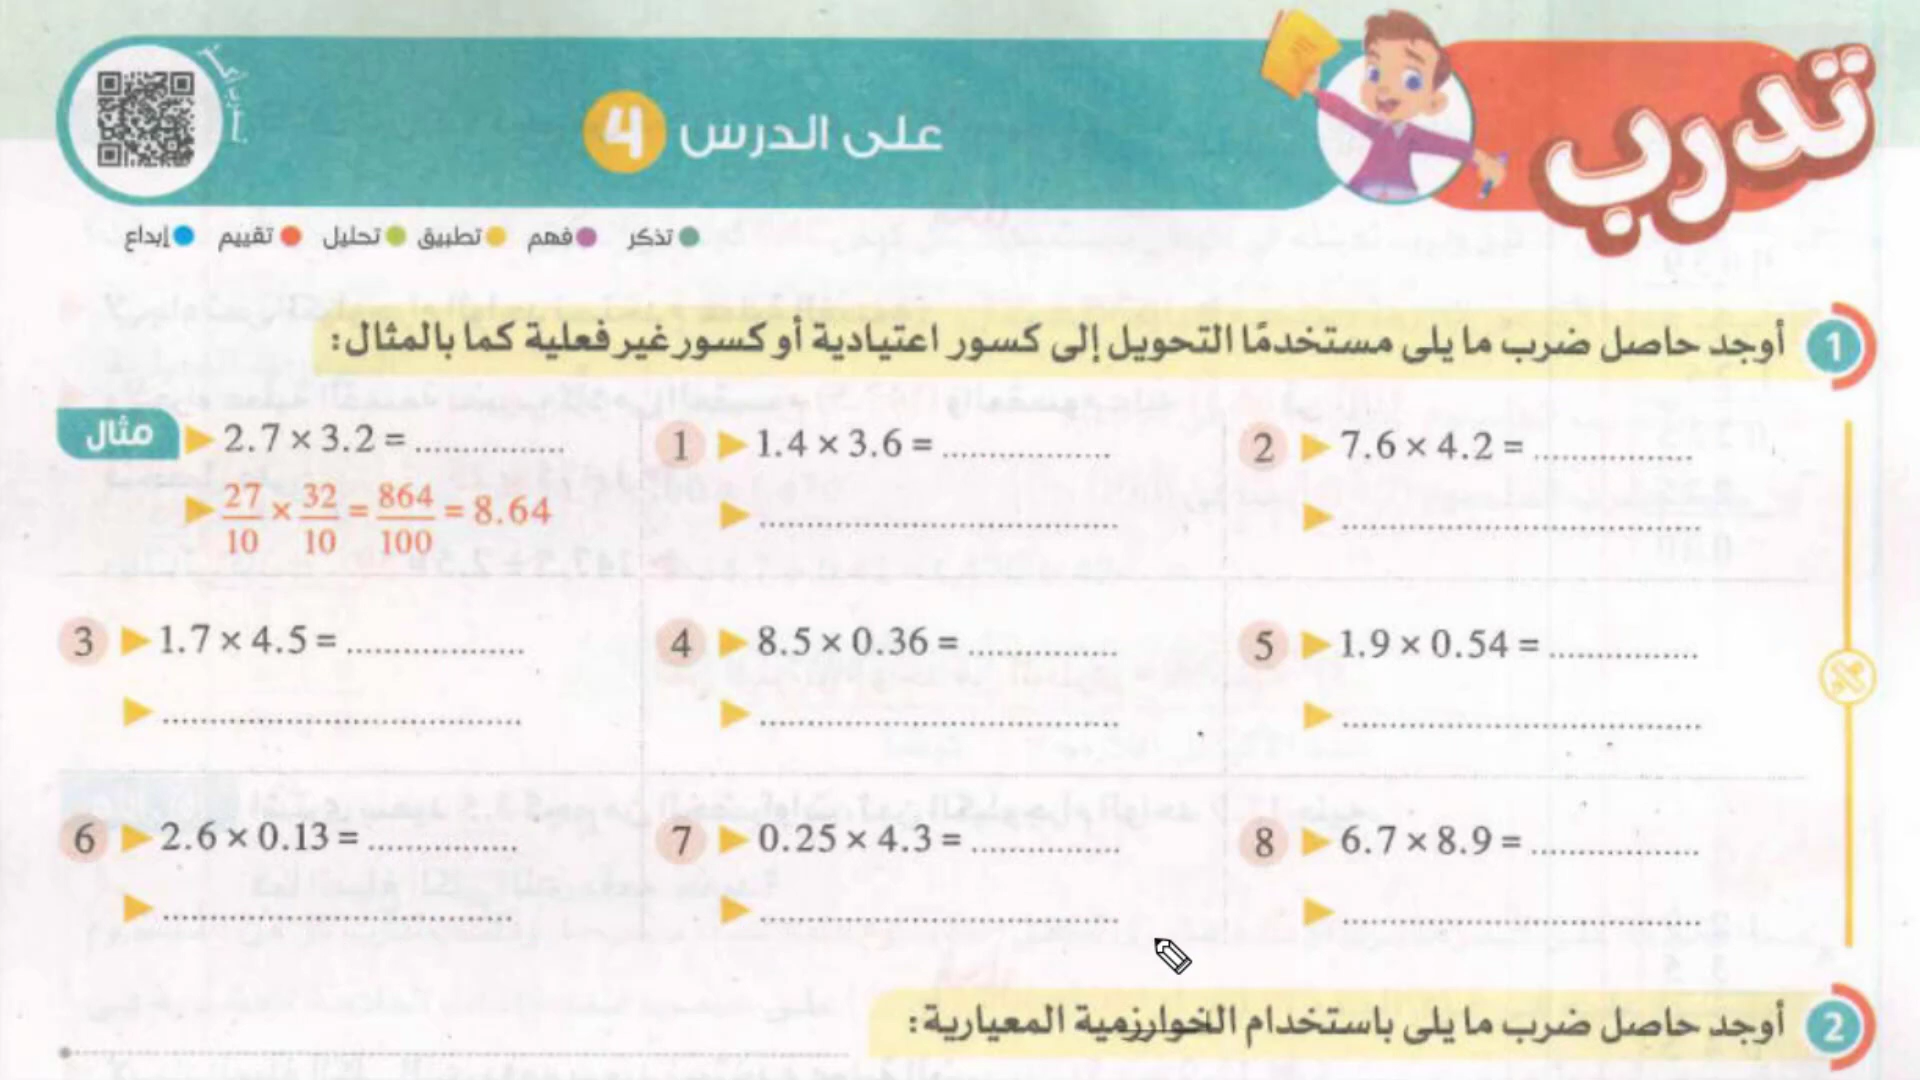 تدرب
على الدرس 4
تذكر فهم تطبيق تحليل تقييم إبداع
1 أوجد حاصل ضرب ما يلى مستخدمًا التحويل إلى كسور اعتيادية أو كسور غير فعلية كما بالمثال:
مثال 2.7 × 3.2 = ...............
27/10 × 32/10 = 864/100 = 8.64
1 1.4 × 3.6 = ...............
2 7.6 × 4.2 = ...............
3 1.7 × 4.5 = ...............
4 8.5 × 0.36 = ...............
5 1.9 × 0.54 = ...............
6 2.6 × 0.13 = ...............
7 0.25 × 4.3 = ...............
8 6.7 × 8.9 = ...............
2 أوجد حاصل ضرب ما يلى باستخدام الخوارزمية المعيارية: